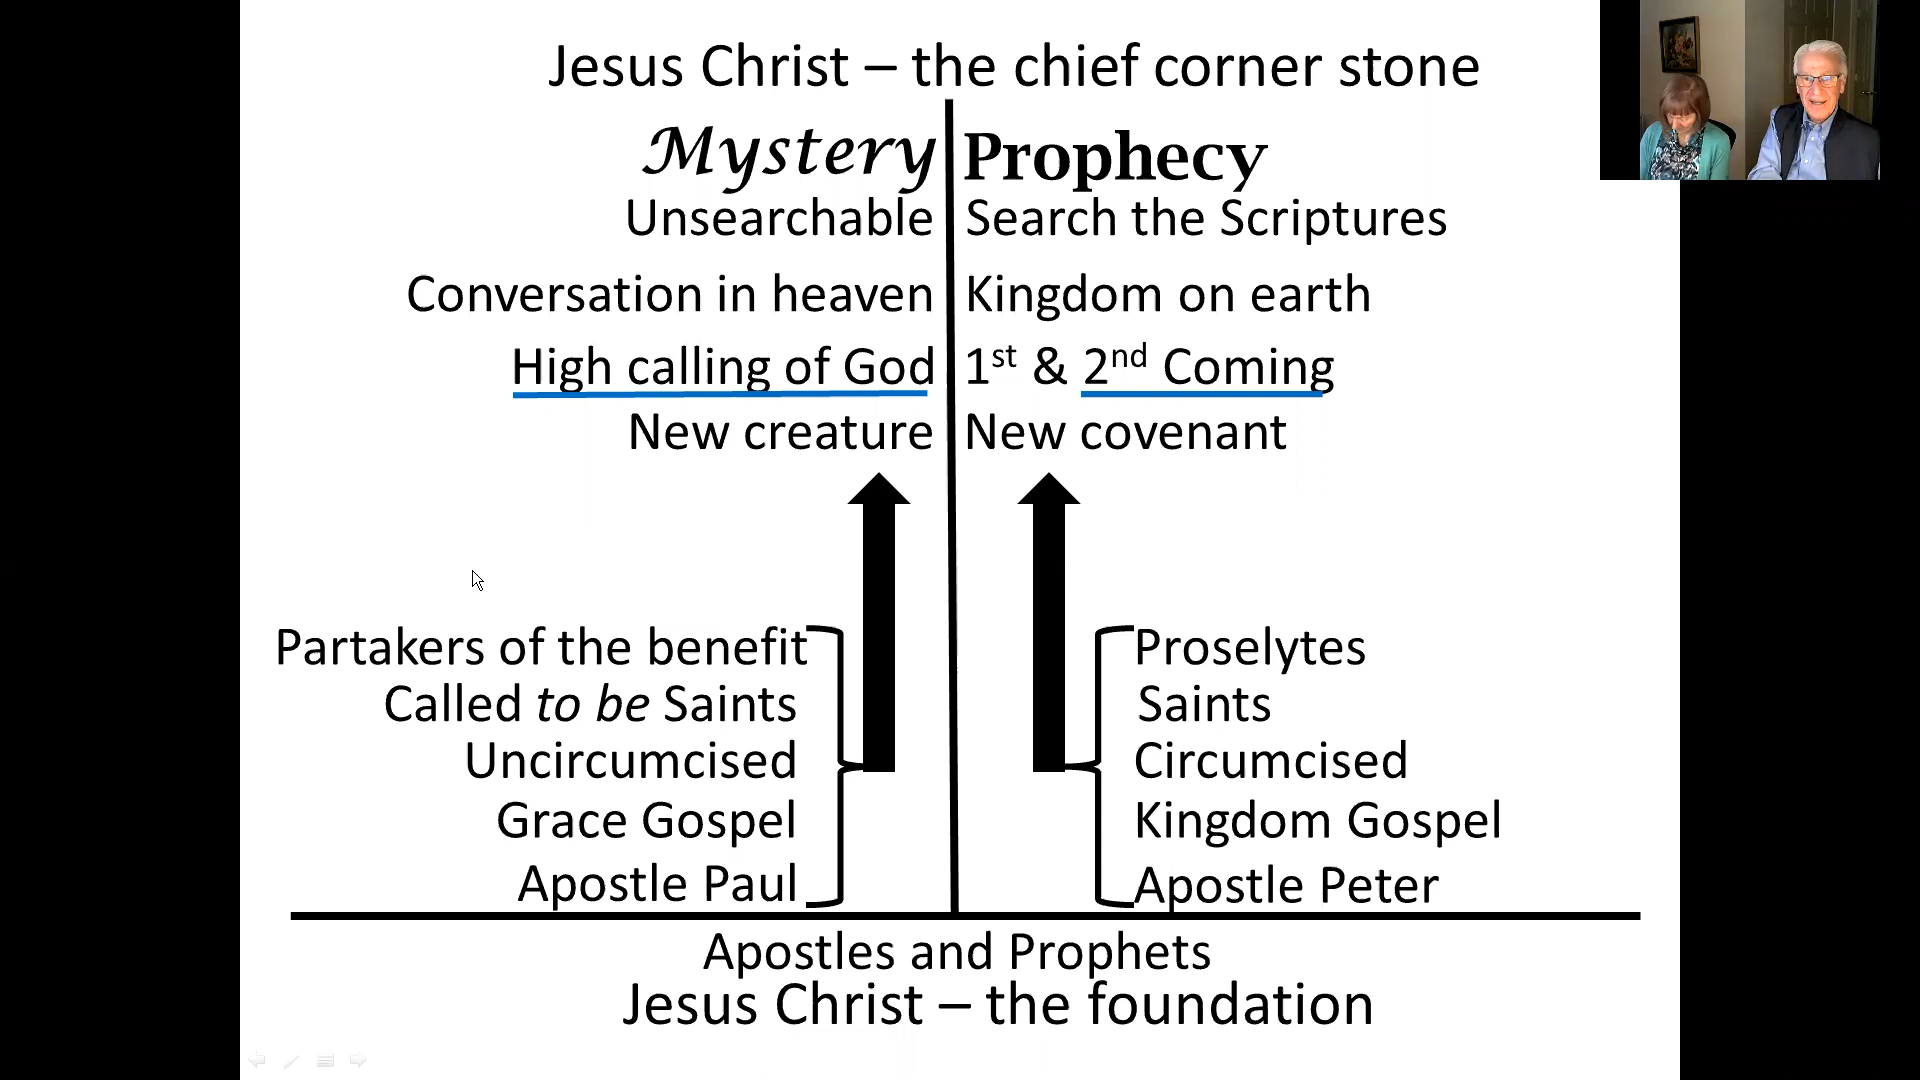 Jesus Christ – the chief corner stone
Mystery Prophecy
Unsearchable Search the Scriptures
Conversation in heaven Kingdom on earth
High calling of God 1st & 2nd Coming
New creature New covenant
Partakers of the benefit Proselytes
Called to be Saints Saints
Uncircumcised Circumcised
Grace Gospel Kingdom Gospel
Apostle Paul Apostle Peter
Apostles and Prophets
Jesus Christ – the foundation